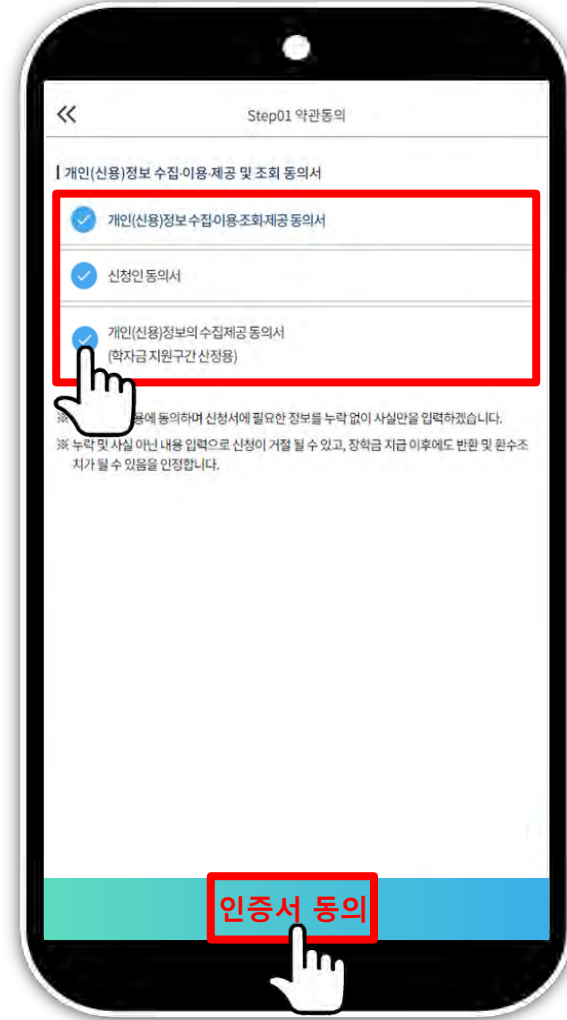 Step01 약관동의
개인(신용)정보 수집·이용·제공 및 조회 동의서
개인(신용)정보 수집·이용·조회·제공 동의서
신청인 동의서
개인(신용)정보의 수집제공 동의서
(학자금 지원구간 산정용)
※ 용에 동의하며 신청서에 필요한 정보를 누락 없이 사실만을 입력하겠습니다.
※ 누락 및 사실 아닌 내용 입력으로 신청이 거절 될 수 있고, 장학금 지급 이후에도 반환 및 환수조
치가 될 수 있음을 인정합니다.
인증서 동의